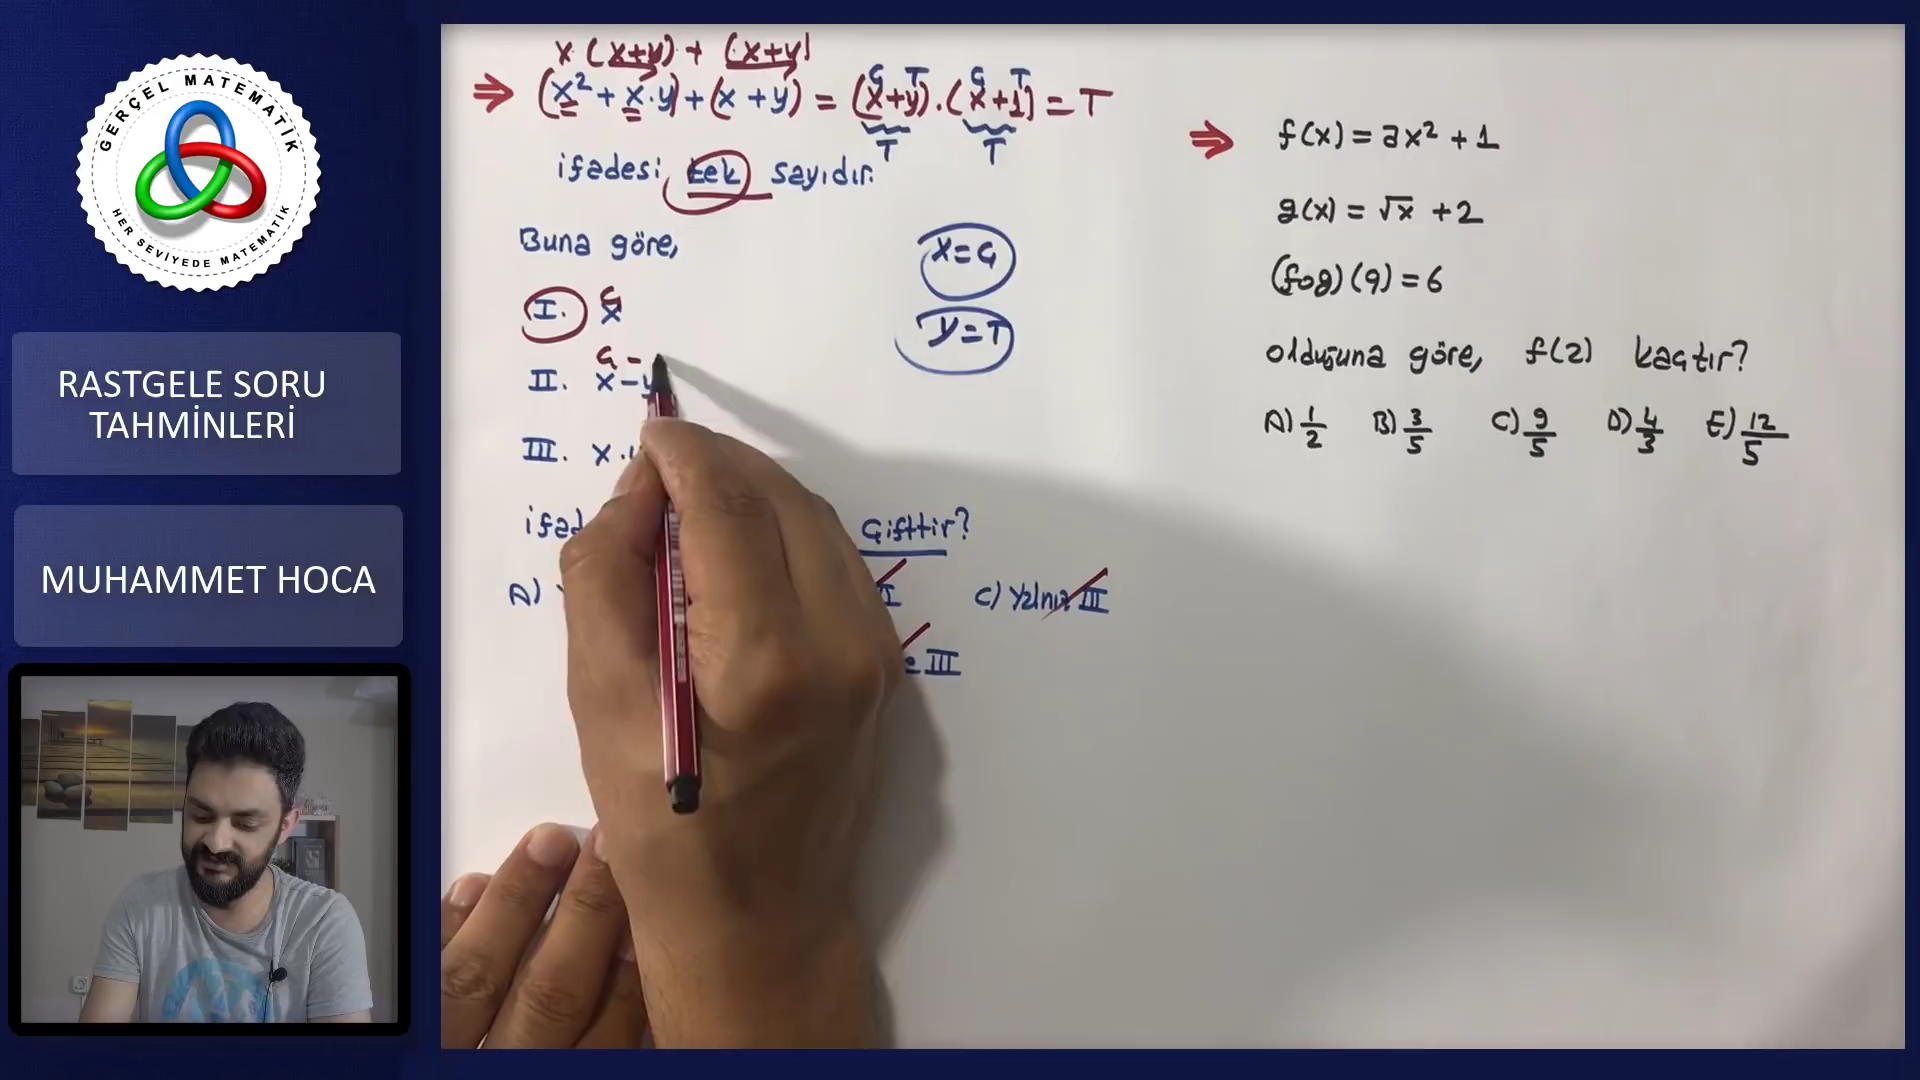 GERÇEL MATEMATİK
HER SEVİYEDE MATEMATİK
RASTGELE SORU
TAHMİNLERİ
MUHAMMET HOCA
x.(x+y) + (x+y)
(x² + x.y) + (x + y) = (x+y).(x+1) = T
Ç T Ç T
T T
ifadesi tek sayıdır.
Buna göre,
x = Ç
y = T
Ç
I. x
Ç -
II. x - y
III. x.
Çifttir?
A)
C) Yalnız III
III
f(x) = ax² + 1
g(x) = √x + 2
(fog)(9) = 6
olduğuna göre, f(2) kaçtır?
A) 1/2 B) 3/5 C) 9/5 D) 4/3 E) 12/5